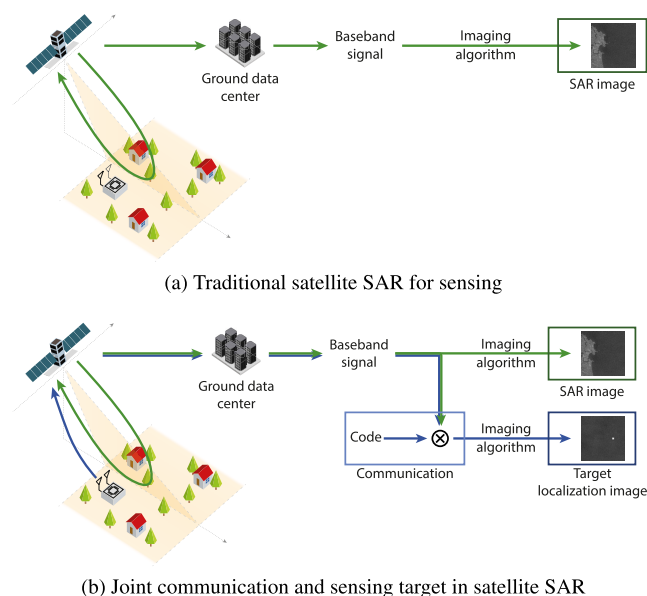 Ground data
center
Baseband
signal
Imaging
algorithm
SAR image
(a) Traditional satellite SAR for sensing
Ground data
center
Baseband
signal
Imaging
algorithm
SAR image
Code
Communication
Imaging
algorithm
Target
localization image
(b) Joint communication and sensing target in satellite SAR